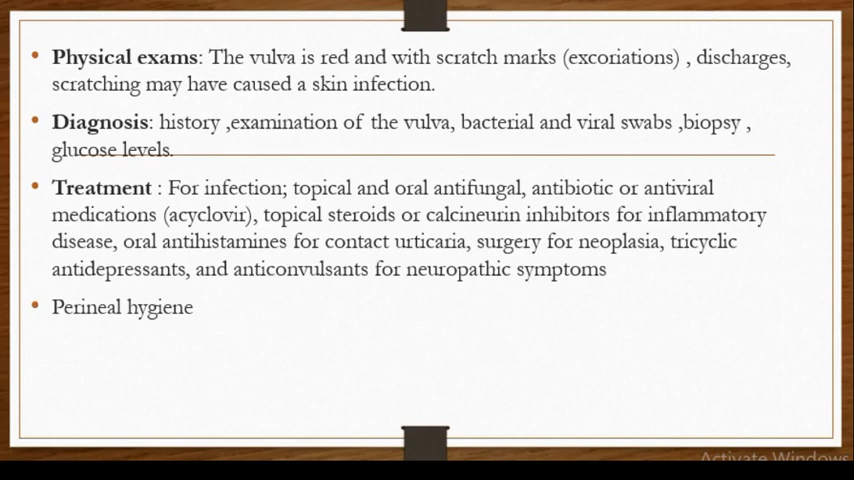 • Physical exams: The vulva is red and with scratch marks (excoriations) , discharges,
scratching may have caused a skin infection.
• Diagnosis: history ,examination of the vulva, bacterial and viral swabs ,biopsy ,
glucose levels.
• Treatment : For infection; topical and oral antifungal, antibiotic or antiviral
medications (acyclovir), topical steroids or calcineurin inhibitors for inflammatory
disease, oral antihistamines for contact urticaria, surgery for neoplasia, tricyclic
antidepressants, and anticonvulsants for neuropathic symptoms
• Perineal hygiene
Activate Windows